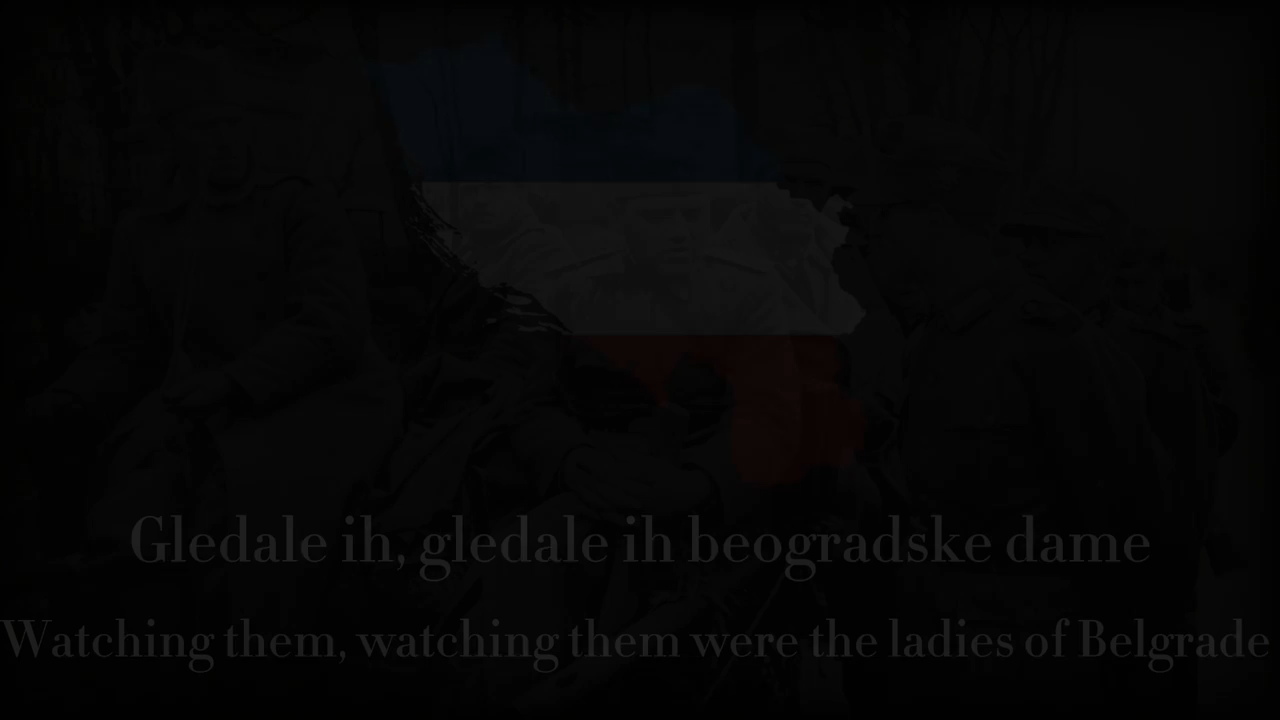 Gledale ih, gledale ih beogradske dame
Watching them, watching them were the ladies of Belgrade